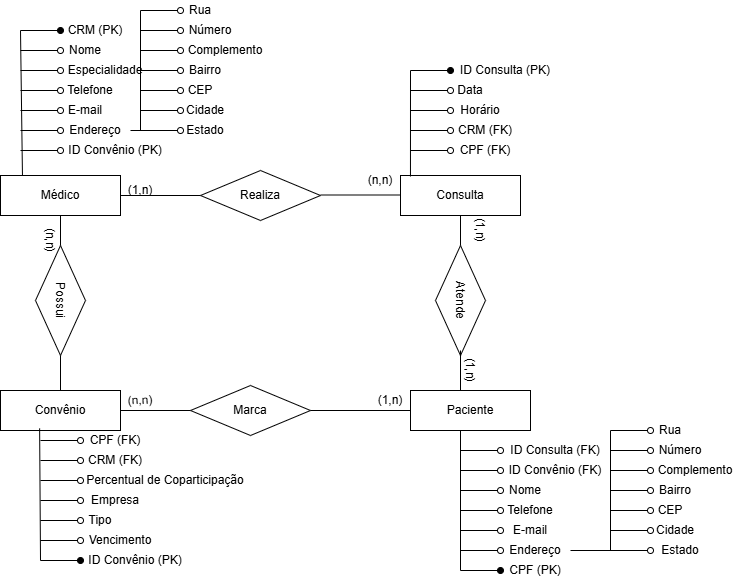 CRM (PK)
Nome
Especialidade
Telefone
E-mail
Endereço
ID Convênio (PK)
Rua
Número
Complemento
Bairro
CEP
Cidade
Estado
ID Consulta (PK)
Data
Horário
CRM (FK)
CPF (FK)
Médico
(1,n)
Realiza
(n,n)
Consulta
(n,n)
Possui
(1,n)
Atende
(1,n)
Convênio
(n,n)
Marca
(1,n)
Paciente
CPF (FK)
CRM (FK)
Percentual de Coparticipação
Empresa
Tipo
Vencimento
ID Convênio (PK)
ID Consulta (FK)
ID Convênio (FK)
Nome
Telefone
E-mail
Endereço
CPF (PK)
Rua
Número
Complemento
Bairro
CEP
Cidade
Estado